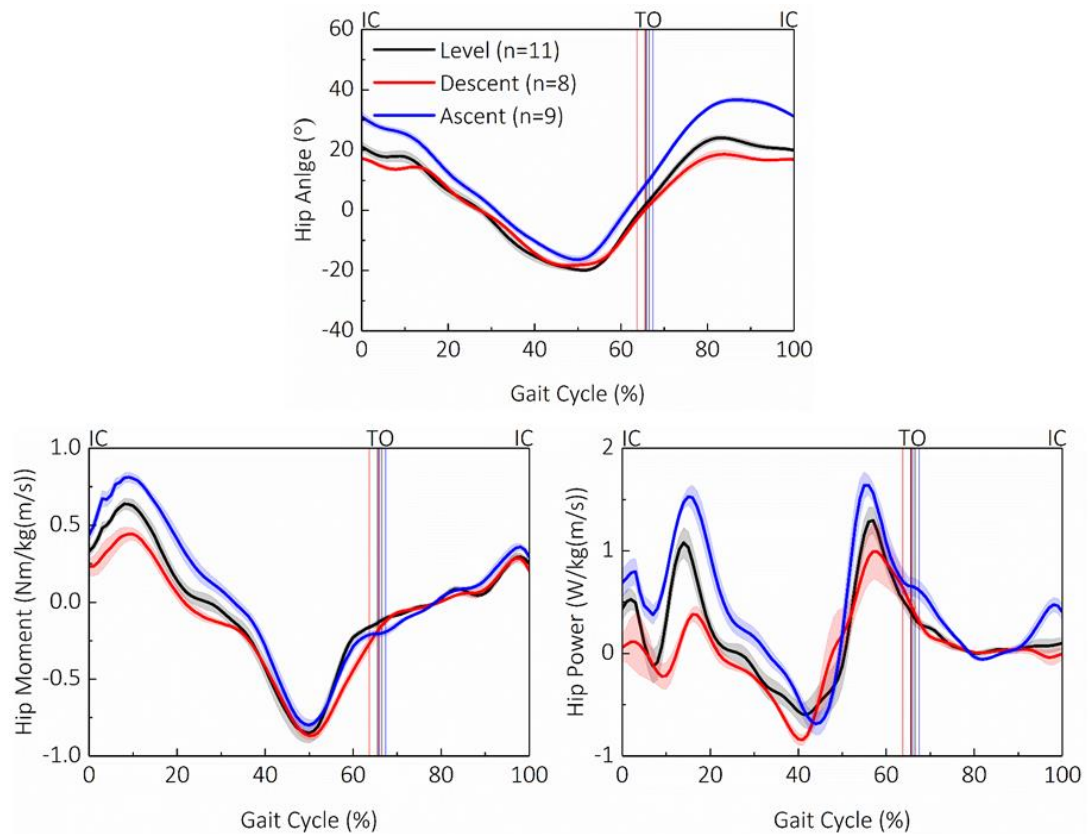 IC TO IC
60
40
20
0
-20
-40
Hip Anlge (°)
Level (n=11)
Descent (n=8)
Ascent (n=9)
0 20 40 60 80 100
Gait Cycle (%)
IC TO IC
1.0
0.5
0.0
-0.5
-1.0
Hip Moment (Nm/kg(m/s))
0 20 40 60 80 100
Gait Cycle (%)
IC TO IC
2
1
0
-1
Hip Power (W/kg(m/s))
0 20 40 60 80 100
Gait Cycle (%)